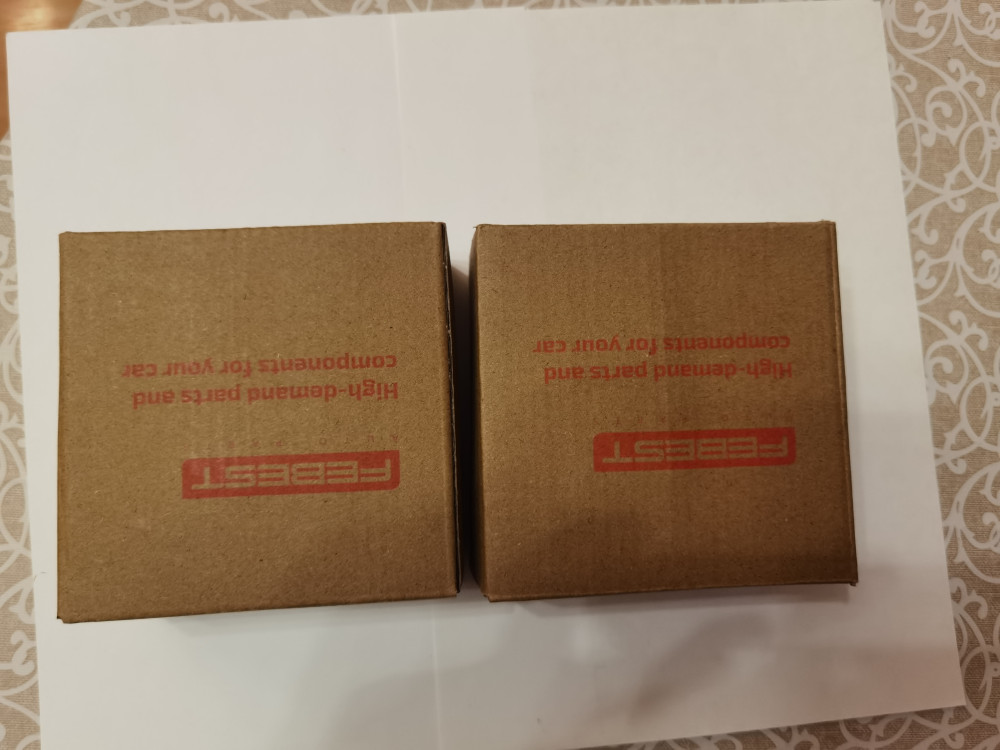 FEBEST
High-demand parts and
components for your car
FEBEST
High-demand parts and
components for your car